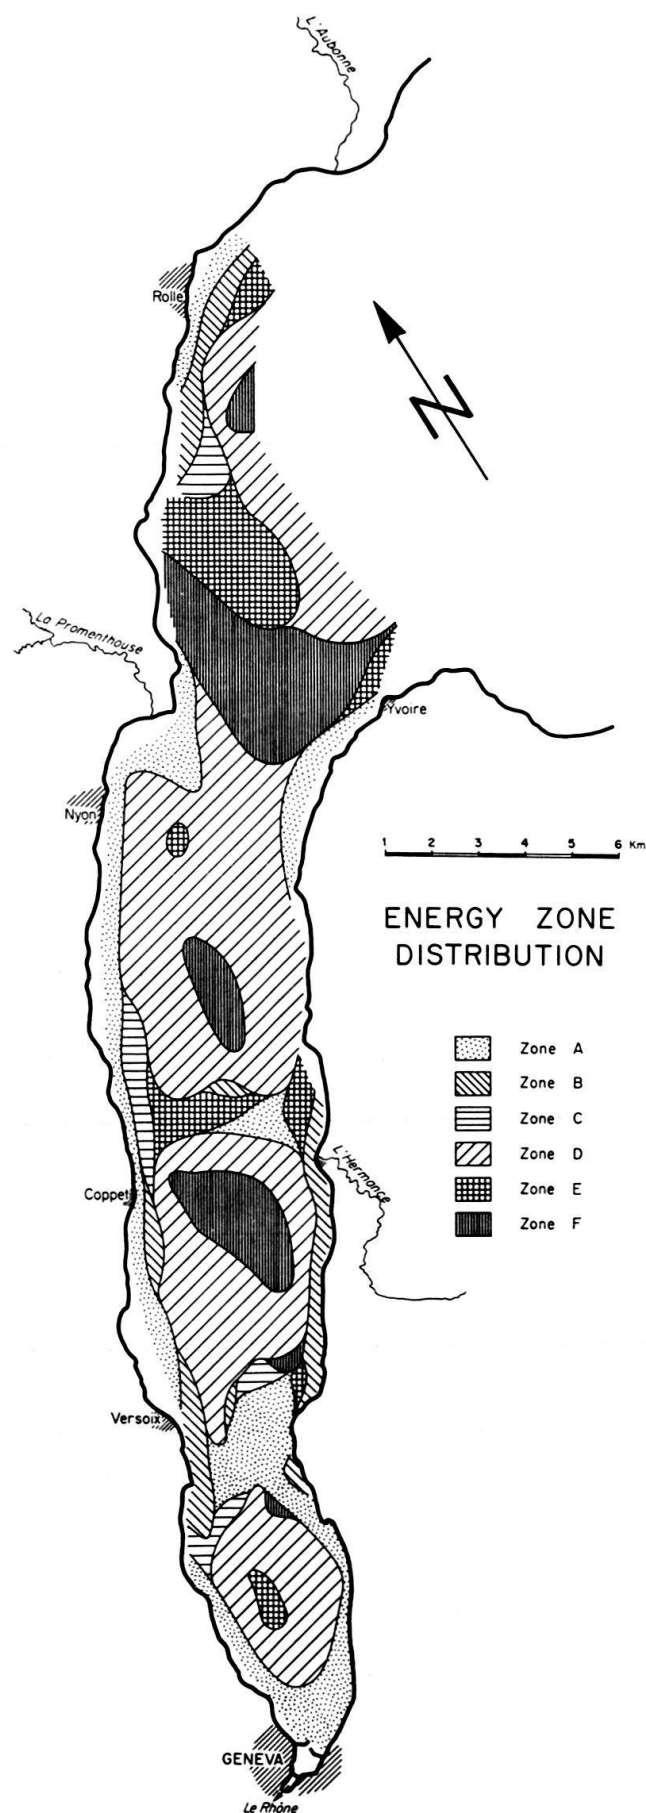 L'Aubonne
Rolle
N
La Promenthouse
Yvoire
Nyon
1 2 3 4 5 6 Km
ENERGY ZONE
DISTRIBUTION
Zone A
Zone B
Zone C
Zone D
Zone E
Zone F
L'Hermance
Coppet
Versoix
GENEVA
Le Rhône